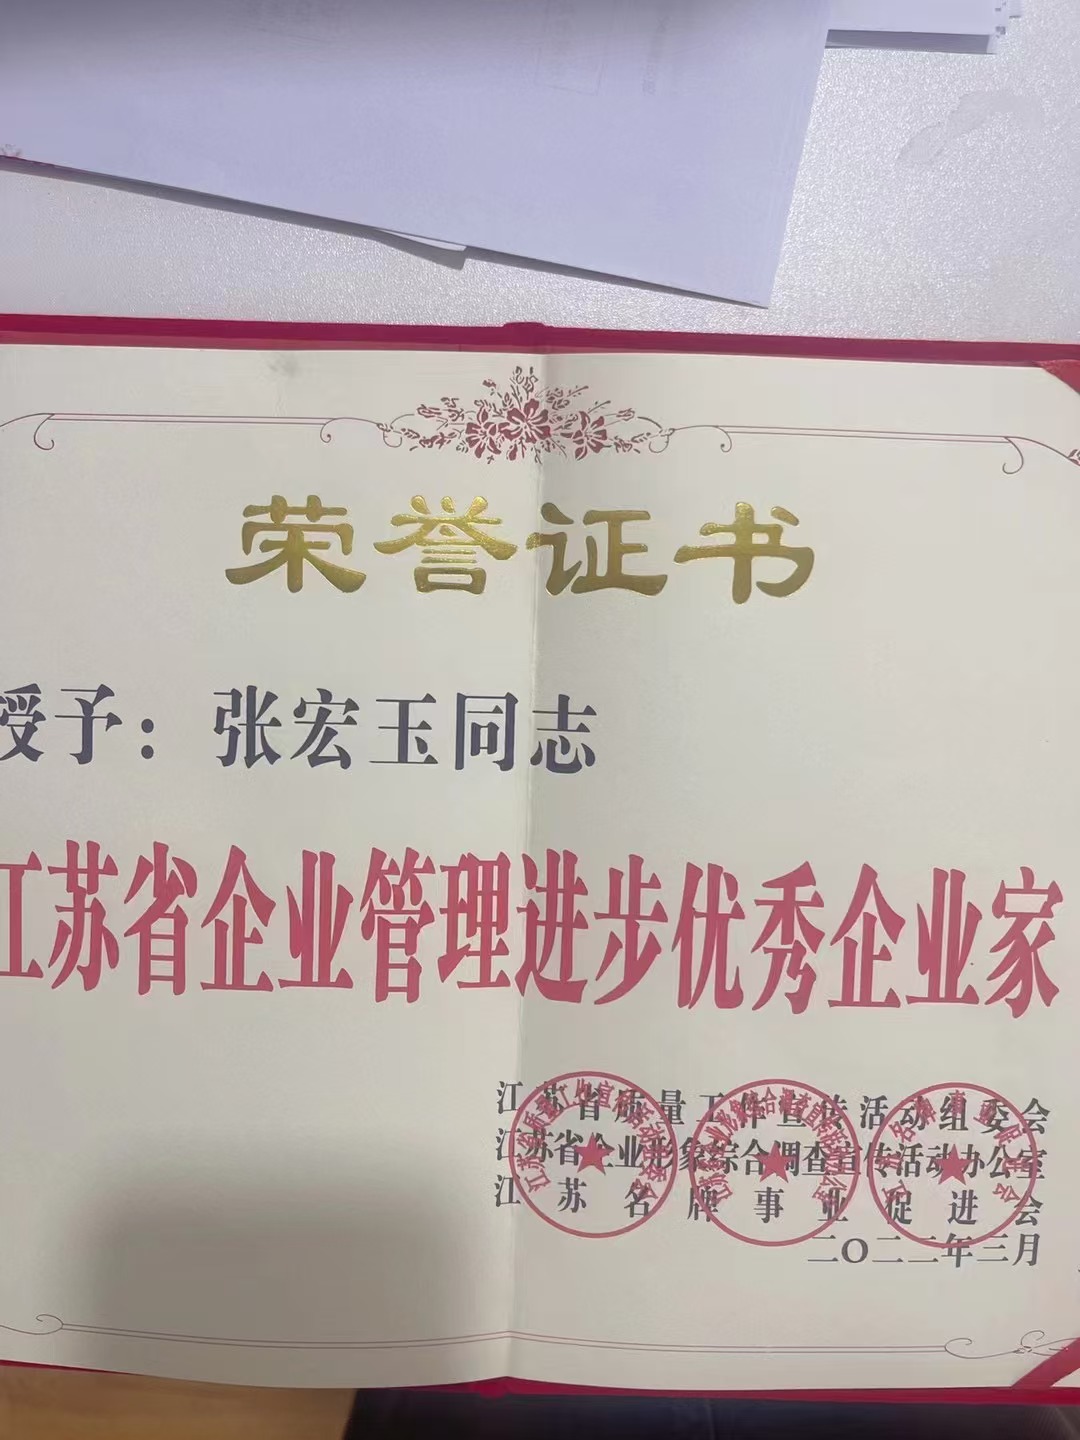 荣誉证书
授予：张宏玉同志
江苏省企业管理进步优秀企业家
江苏省质量工作宣传活动组委会
江苏省企业形象综合调查宣传活动办公室
江苏名牌事业促进会
二〇二二年三月